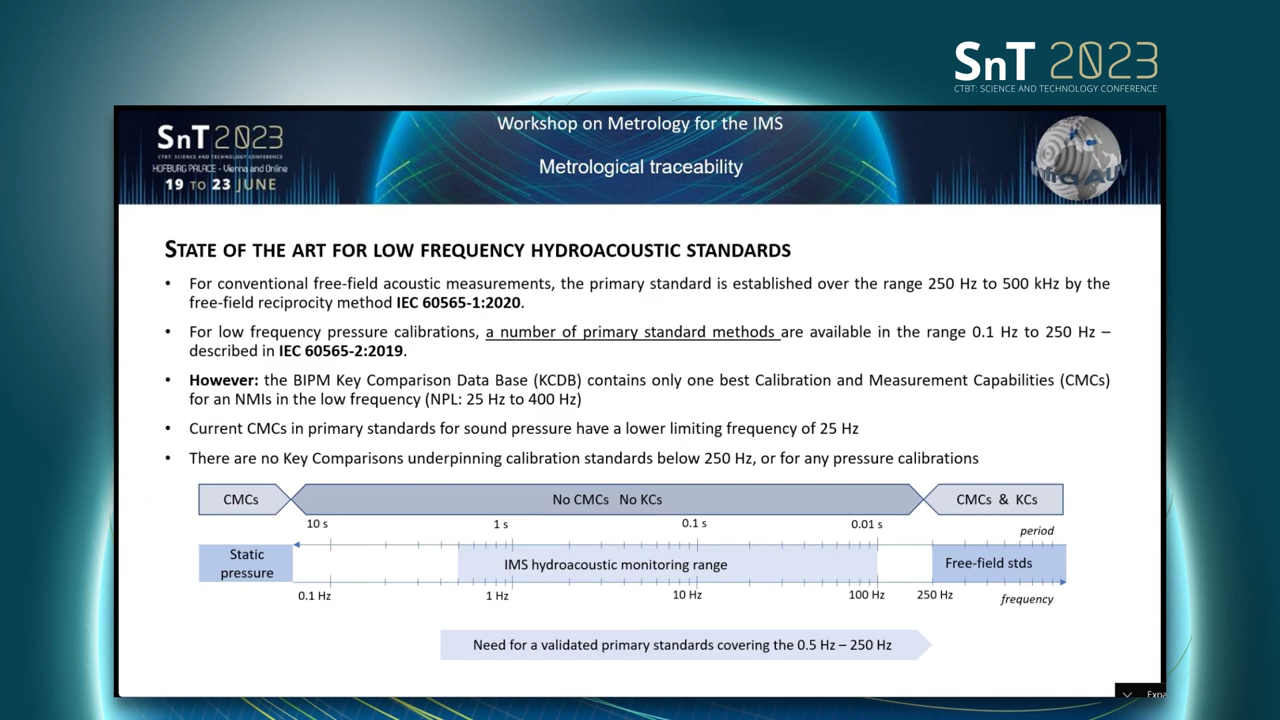 SnT 2023
CTBT: SCIENCE AND TECHNOLOGY CONFERENCE
SnT 2023
CTBT: SCIENCE AND TECHNOLOGY CONFERENCE
HOFBURG PALACE - Vienna and Online
19 TO 23 JUNE
Workshop on Metrology for the IMS
Metrological traceability
Infra AUV
STATE OF THE ART FOR LOW FREQUENCY HYDROACOUSTIC STANDARDS
• For conventional free-field acoustic measurements, the primary standard is established over the range 250 Hz to 500 kHz by the
free-field reciprocity method IEC 60565-1:2020.
• For low frequency pressure calibrations, a number of primary standard methods are available in the range 0.1 Hz to 250 Hz –
described in IEC 60565-2:2019.
• However: the BIPM Key Comparison Data Base (KCDB) contains only one best Calibration and Measurement Capabilities (CMCs)
for an NMIs in the low frequency (NPL: 25 Hz to 400 Hz)
• Current CMCs in primary standards for sound pressure have a lower limiting frequency of 25 Hz
• There are no Key Comparisons underpinning calibration standards below 250 Hz, or for any pressure calibrations
CMCs No CMCs No KCs CMCs & KCs
10 s 1 s 0.1 s 0.01 s period
Static
pressure
IMS hydroacoustic monitoring range
Free-field stds
0.1 Hz 1 Hz 10 Hz 100 Hz 250 Hz frequency
Need for a validated primary standards covering the 0.5 Hz – 250 Hz